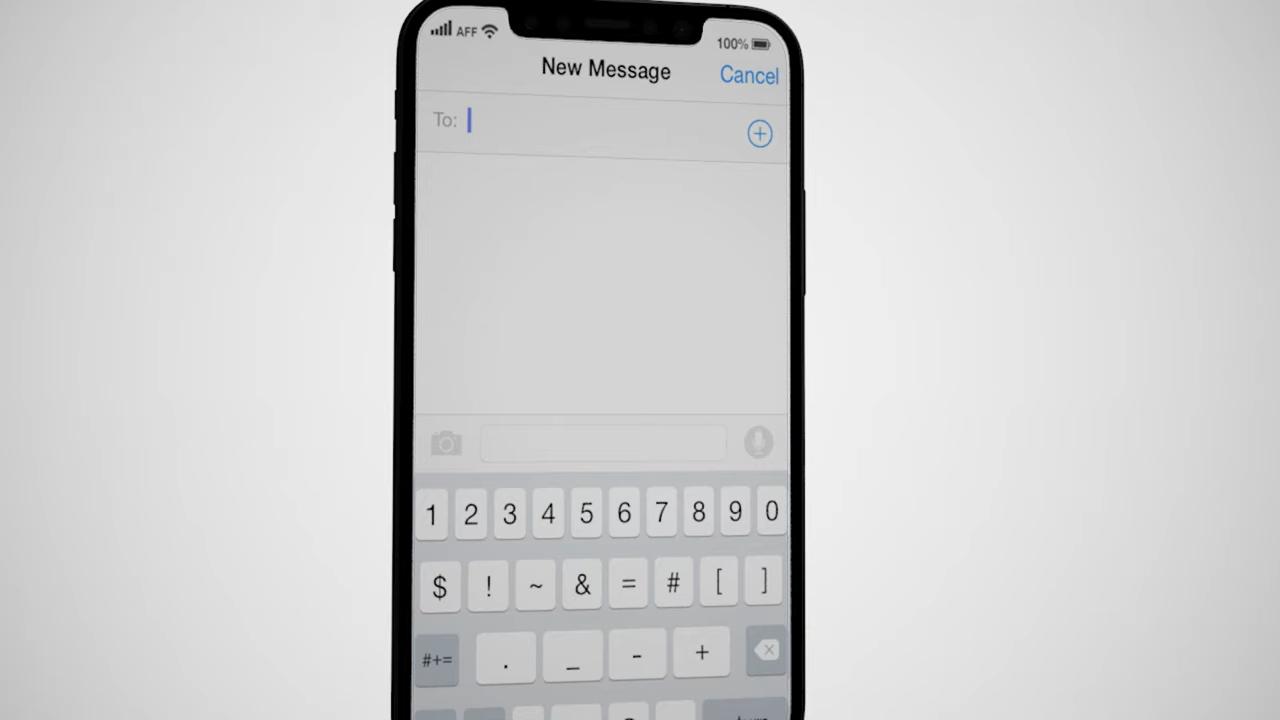 AFF 100%
New Message Cancel
To:
1 2 3 4 5 6 7 8 9 0
$ ! ~ & = # [ ]
#+= . _ - +